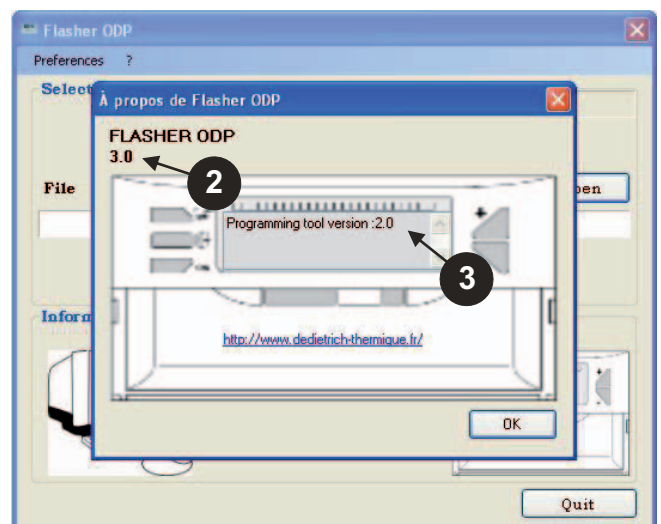 Flasher ODP
Preferences ?
Select
À propos de Flasher ODP
FLASHER ODP
3.0
2
File
Programming tool version :2.0
3
Inform
http://www.dedietrich-thermique.fr/
OK
Quit